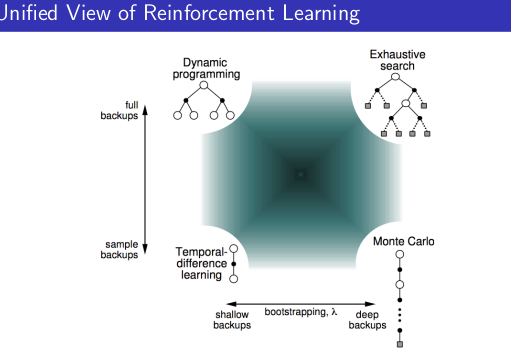 Unified View of Reinforcement Learning
Dynamic
programming
Exhaustive
search
full
backups
sample
backups
Temporal-
difference
learning
Monte Carlo
bootstrapping, λ
shallow
backups
deep
backups